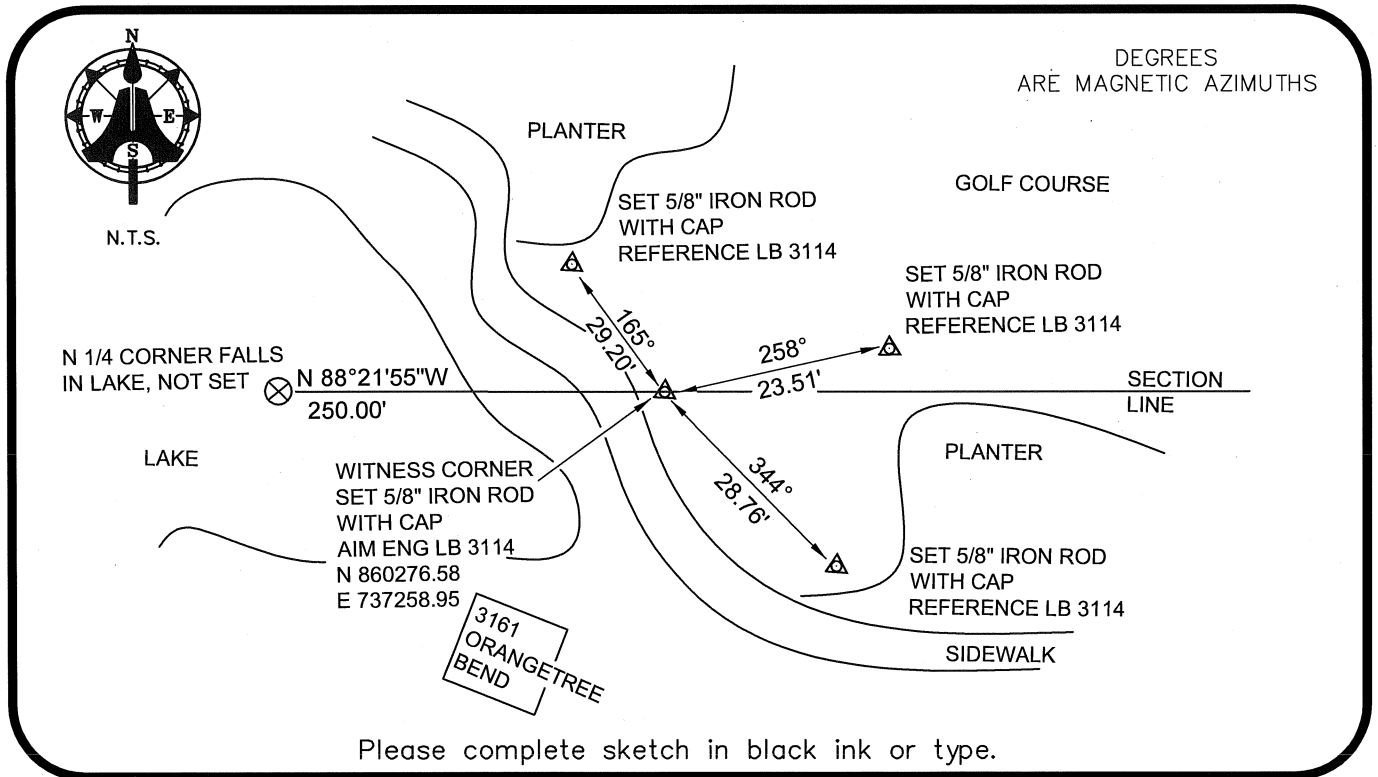 N
W E
S
N.T.S.
DEGREES
ARE MAGNETIC AZIMUTHS
PLANTER
GOLF COURSE
SET 5/8" IRON ROD
WITH CAP
REFERENCE LB 3114
SET 5/8" IRON ROD
WITH CAP
REFERENCE LB 3114
165°
29.20'
258°
23.51'
N 1/4 CORNER FALLS
IN LAKE, NOT SET
N 88°21'55"W
250.00'
SECTION
LINE
LAKE
PLANTER
WITNESS CORNER
SET 5/8" IRON ROD
WITH CAP
AIM ENG LB 3114
N 860276.58
E 737258.95
344°
28.76'
SET 5/8" IRON ROD
WITH CAP
REFERENCE LB 3114
3161
ORANGETREE
BEND
SIDEWALK
Please complete sketch in black ink or type.